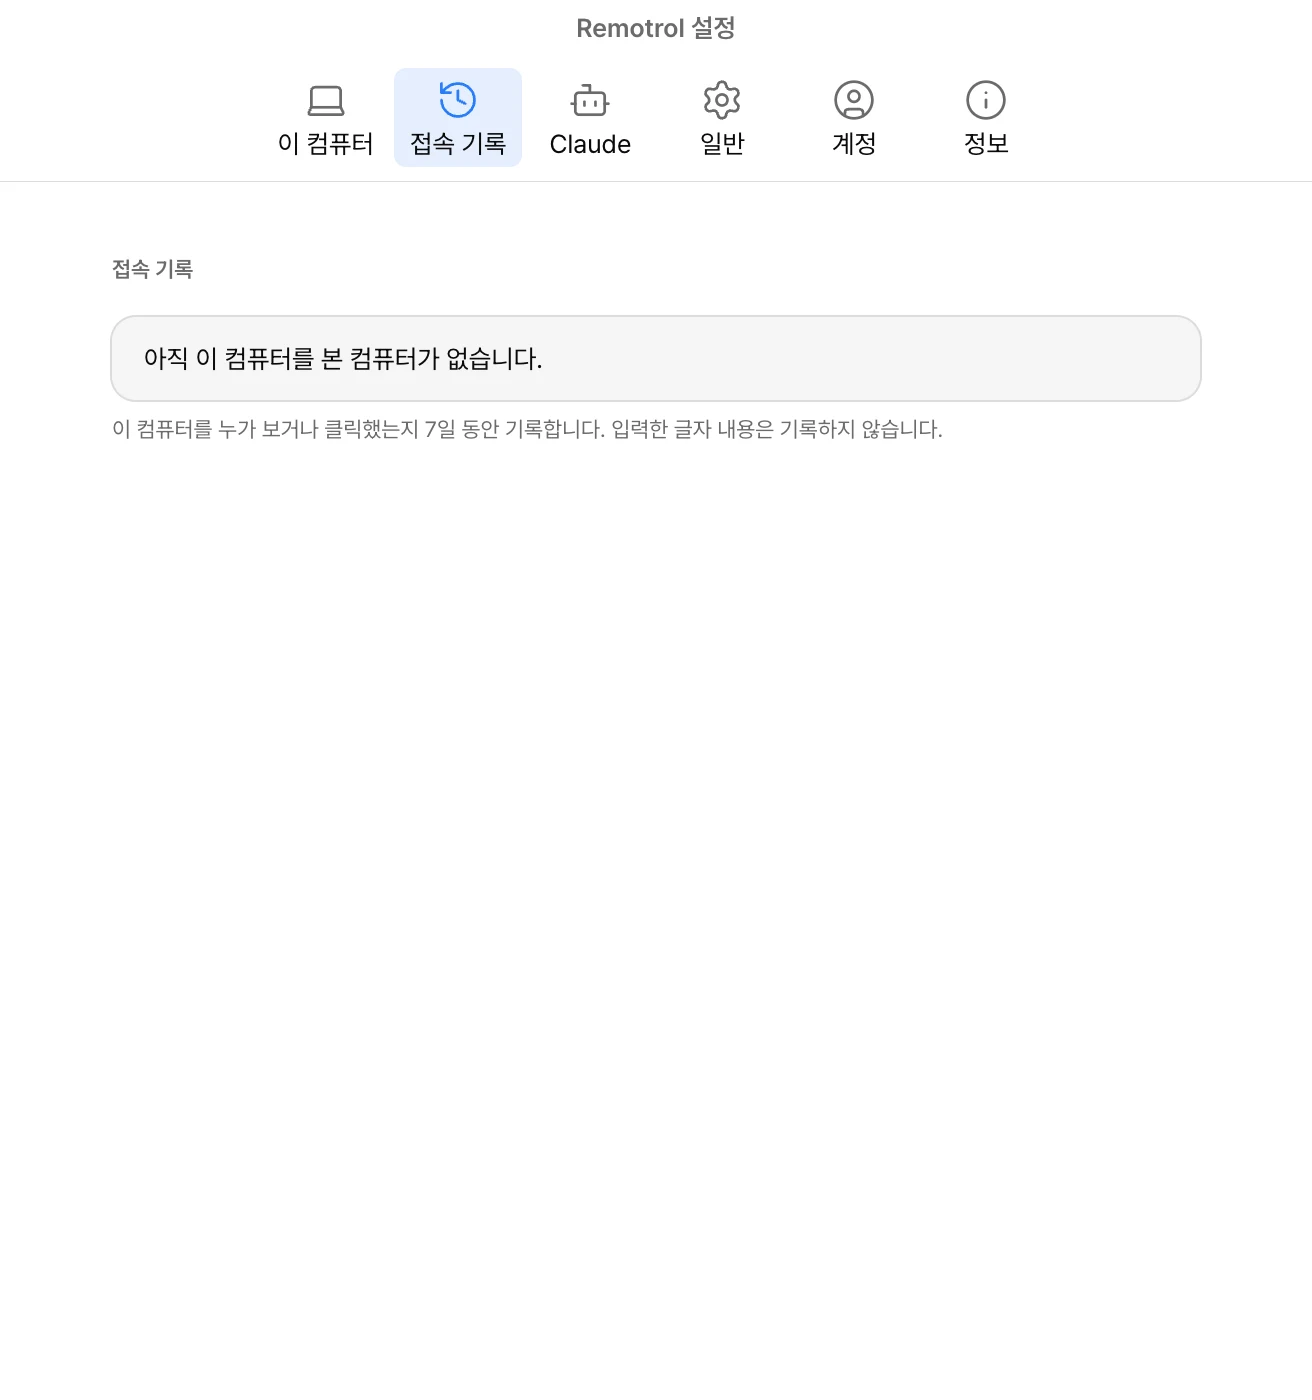 Remotrol 설정
이 컴퓨터
접속 기록
Claude
일반
계정
정보
접속 기록
아직 이 컴퓨터를 본 컴퓨터가 없습니다.
이 컴퓨터를 누가 보거나 클릭했는지 7일 동안 기록합니다. 입력한 글자 내용은 기록하지 않습니다.